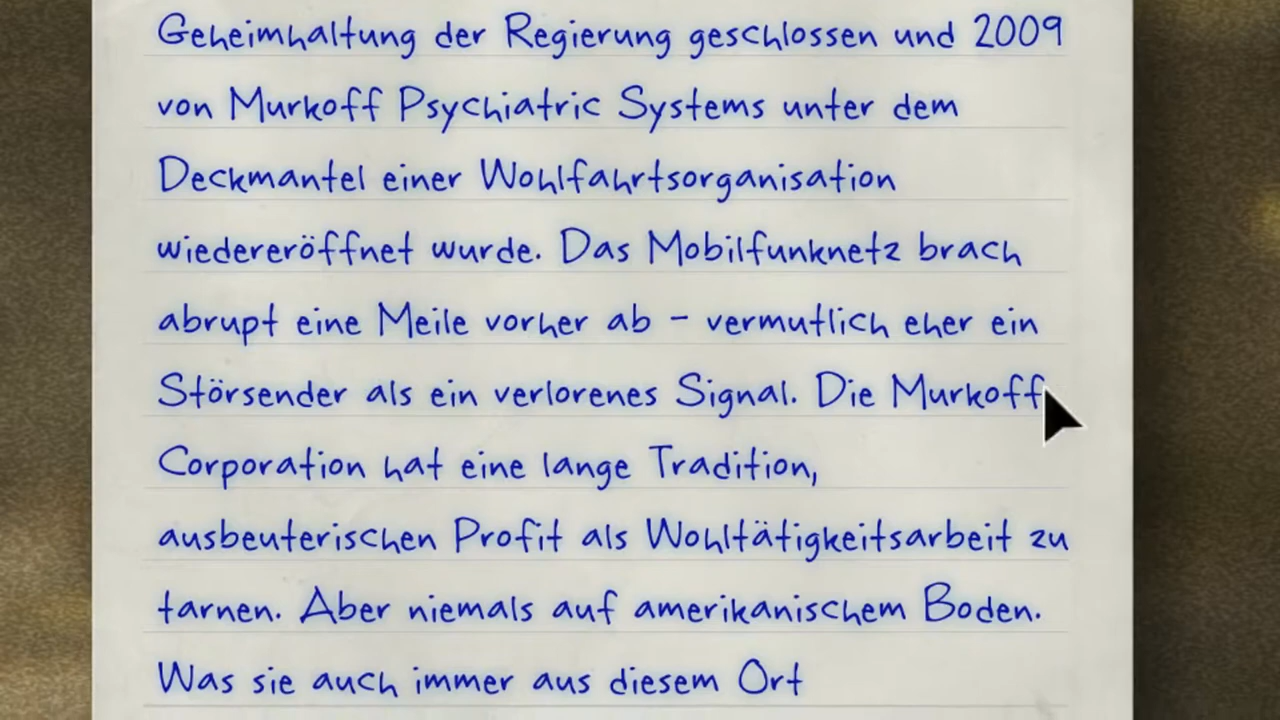 Geheimhaltung der Regierung geschlossen und 2009
von Murkoff Psychiatric Systems unter dem
Deckmantel einer Wohlfahrtsorganisation
wiedereröffnet wurde. Das Mobilfunknetz brach
abrupt eine Meile vorher ab - vermutlich eher ein
Störsender als ein verlorenes Signal. Die Murkoff
Corporation hat eine lange Tradition,
ausbeuterischen Profit als Wohltätigkeitsarbeit zu
tarnen. Aber niemals auf amerikanischem Boden.
Was sie auch immer aus diesem Ort